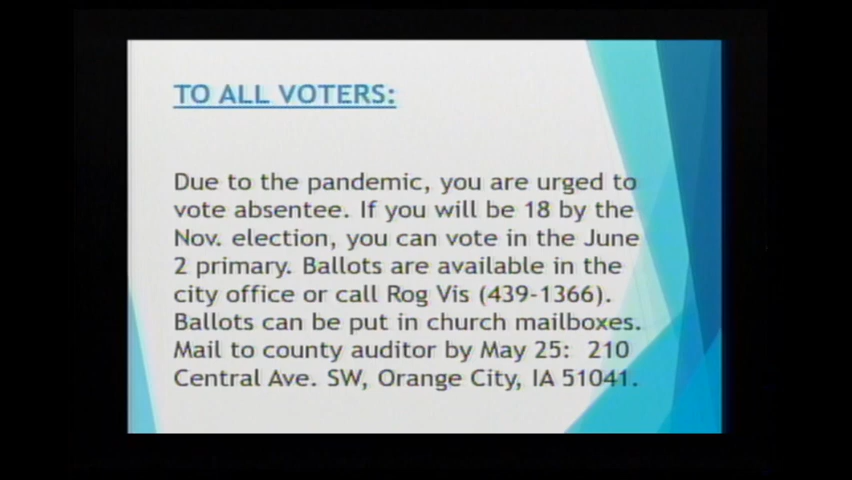 TO ALL VOTERS:
Due to the pandemic, you are urged to
vote absentee. If you will be 18 by the
Nov. election, you can vote in the June
2 primary. Ballots are available in the
city office or call Rog Vis (439-1366).
Ballots can be put in church mailboxes.
Mail to county auditor by May 25:  210
Central Ave. SW, Orange City, IA 51041.